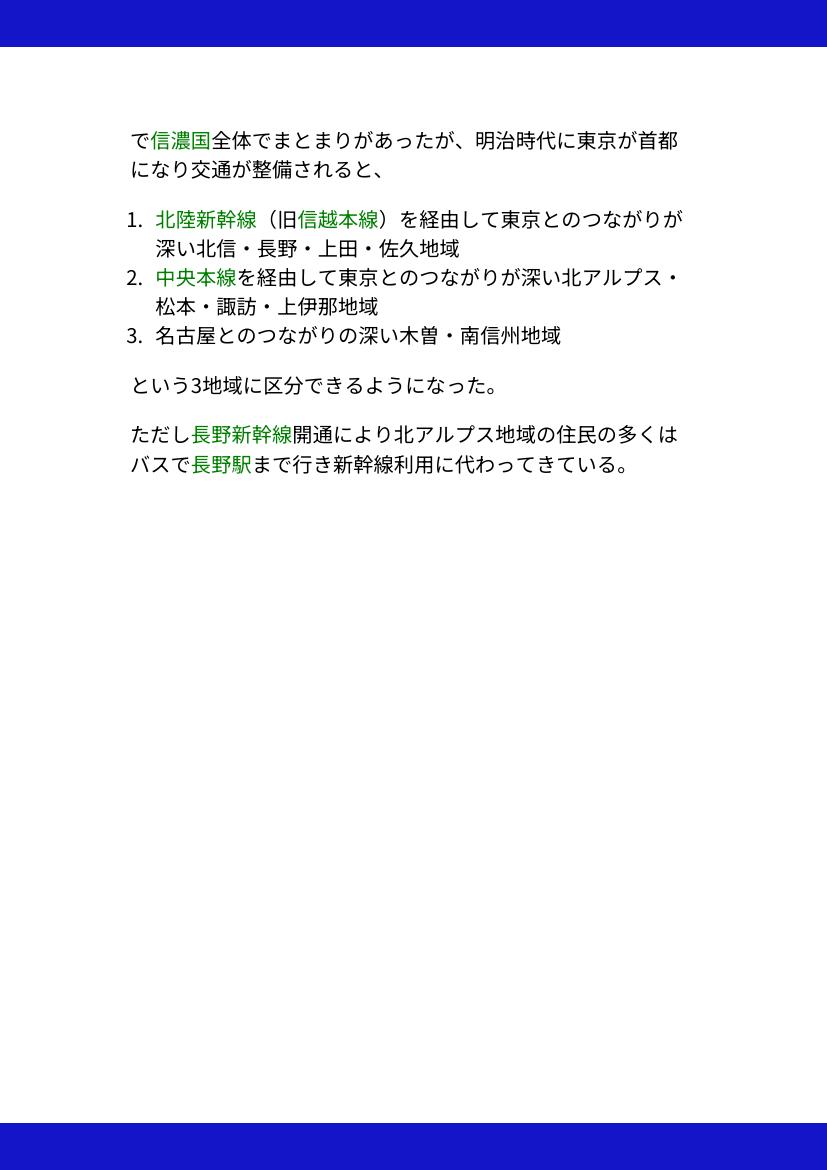 で信濃国全体でまとまりがあったが、明治時代に東京が首都
になり交通が整備されると、
1. 北陸新幹線（旧信越本線）を経由して東京とのつながりが
深い北信・長野・上田・佐久地域
2. 中央本線を経由して東京とのつながりが深い北アルプス・
松本・諏訪・上伊那地域
3. 名古屋とのつながりの深い木曽・南信州地域
という3地域に区分できるようになった。
ただし長野新幹線開通により北アルプス地域の住民の多くは
バスで長野駅まで行き新幹線利用に代わってきている。